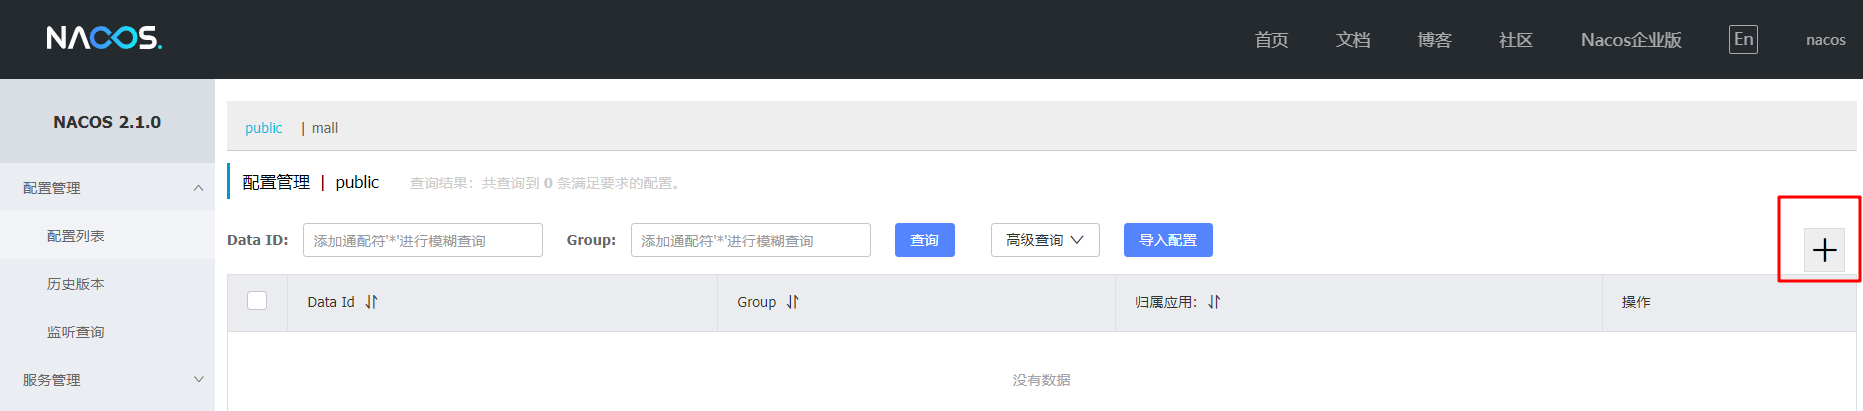 NACOS.
首页 文档 博客 社区 Nacos企业版 En nacos
NACOS 2.1.0
配置管理
配置列表
历史版本
监听查询
服务管理
public | mall
配置管理 | public 查询结果：共查询到 0 条满足要求的配置。
Data ID: 添加通配符'*'进行模糊查询 Group: 添加通配符'*'进行模糊查询 查询 高级查询 导入配置
Data Id Group 归属应用: 操作
没有数据